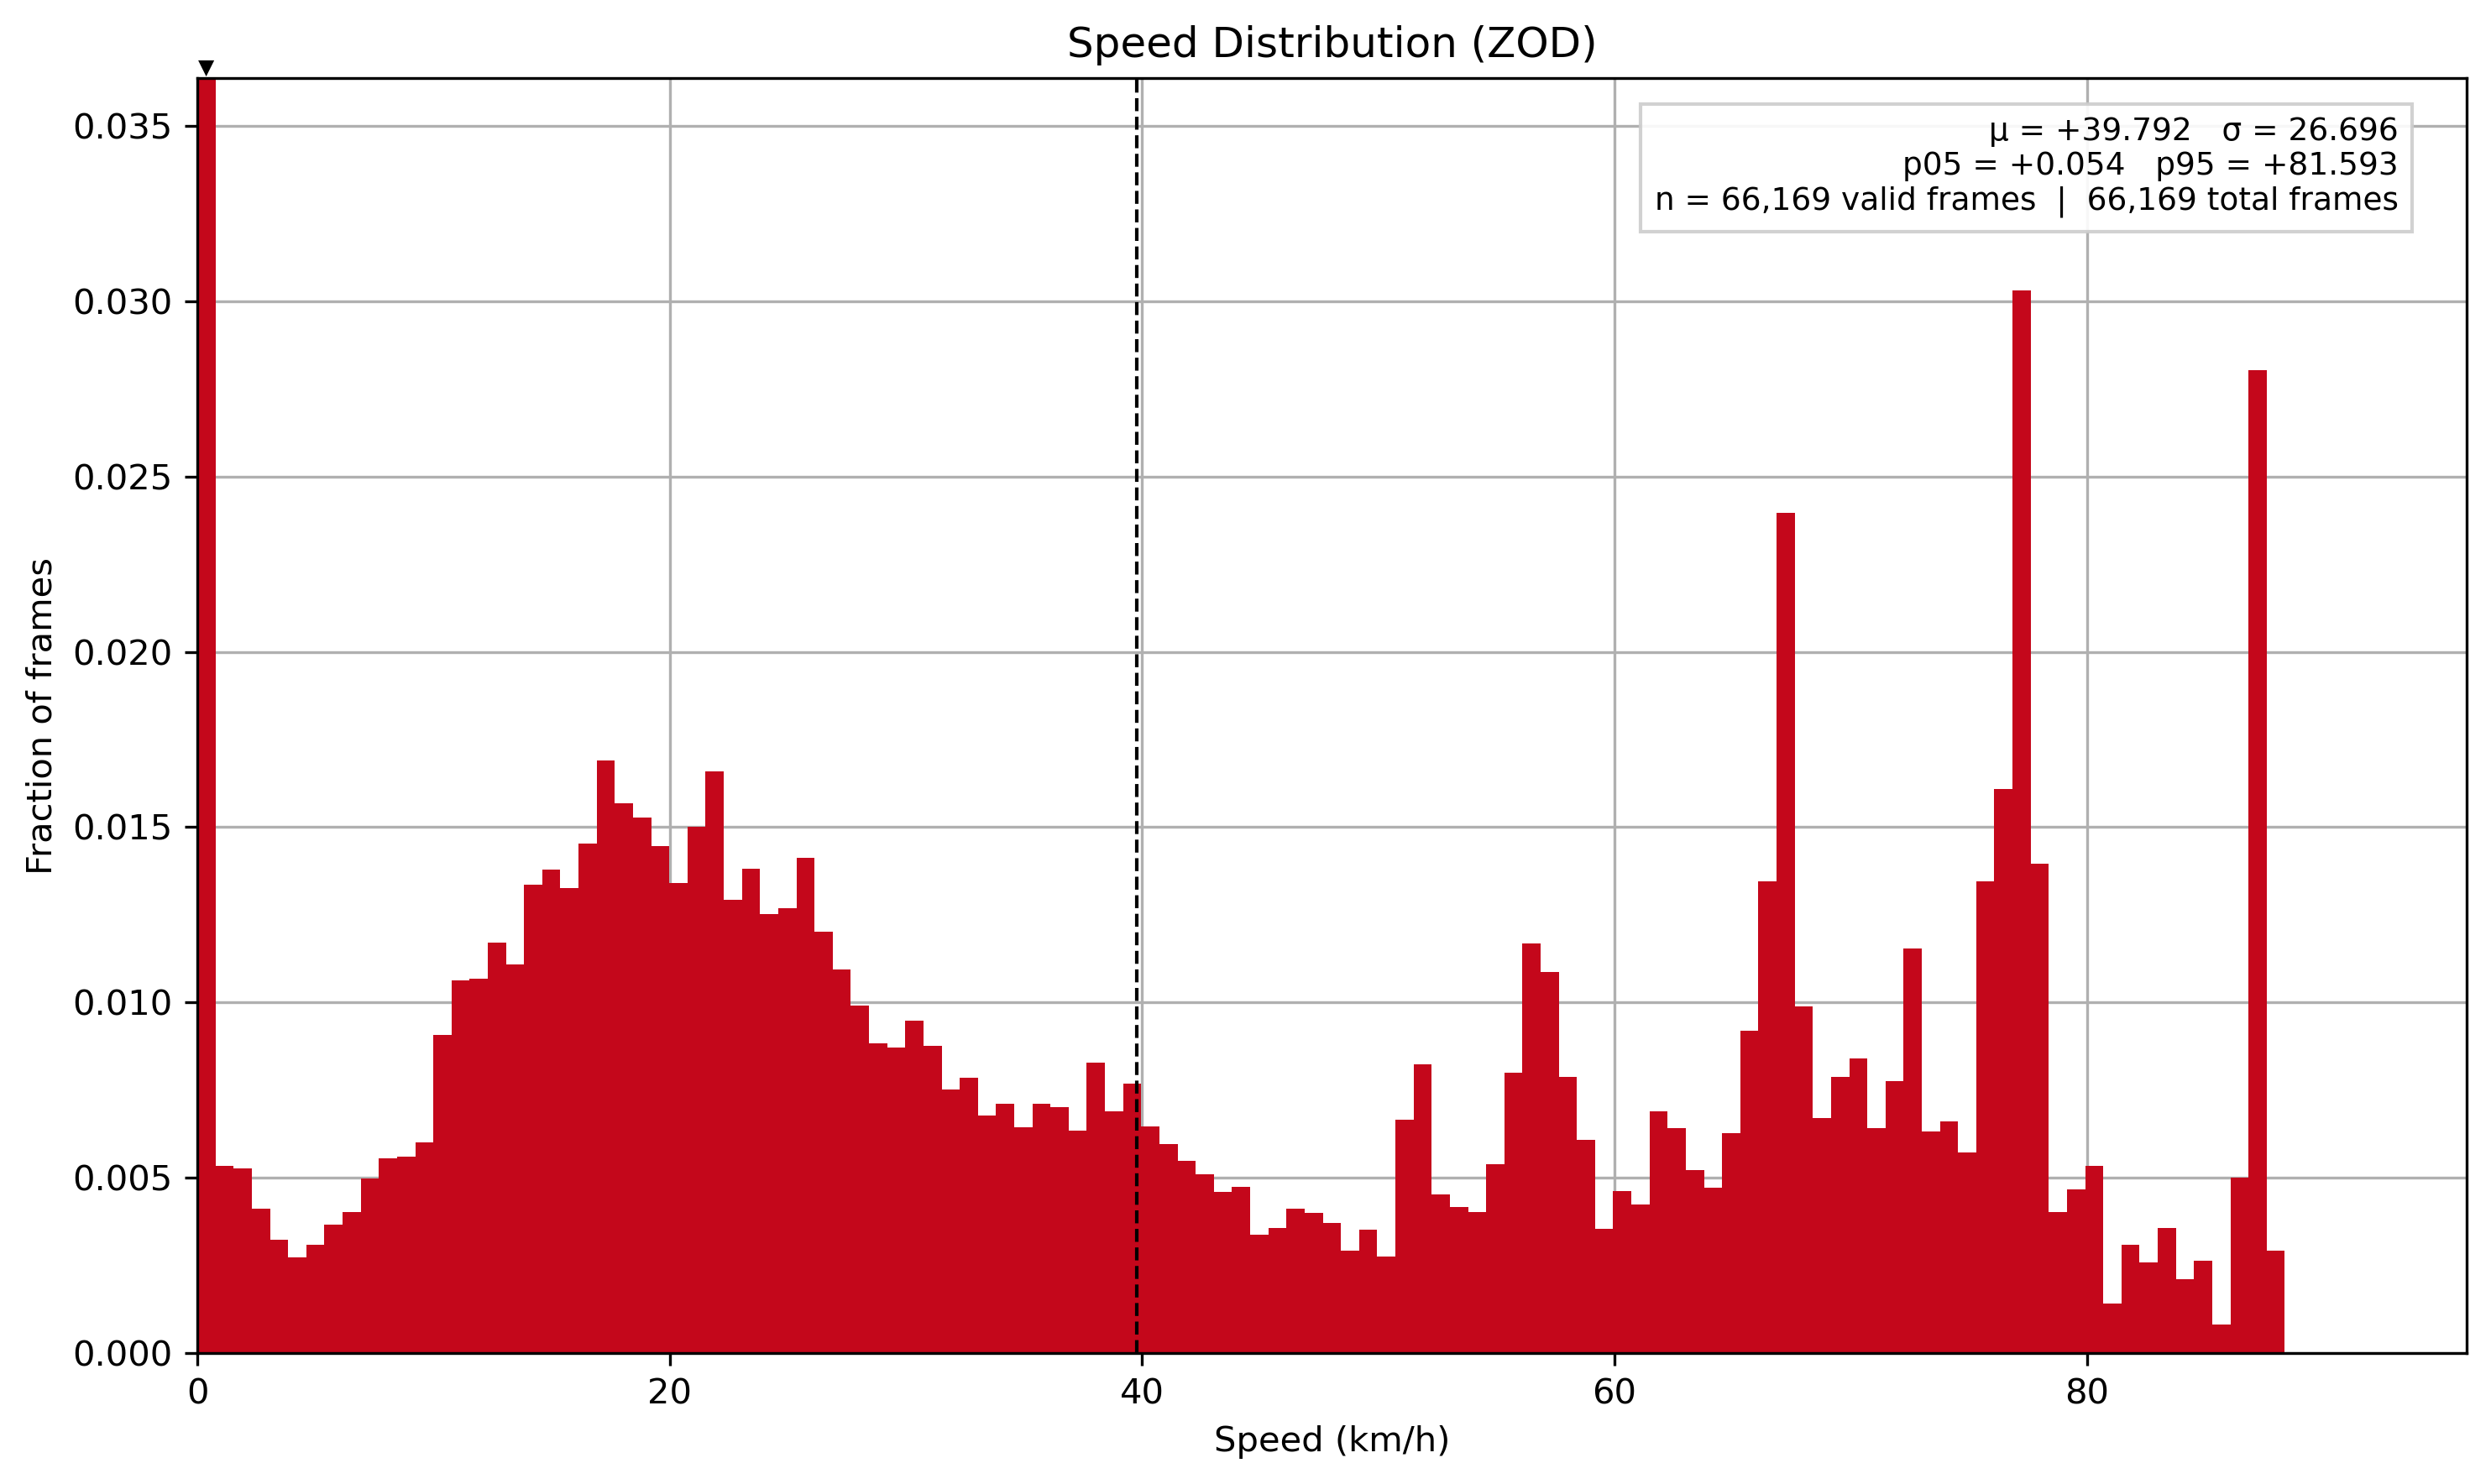 Speed Distribution (ZOD)
μ = +39.792   σ = 26.696
p05 = +0.054   p95 = +81.593
n = 66,169 valid frames  |  66,169 total frames
Fraction of frames
0.035
0.030
0.025
0.020
0.015
0.010
0.005
0.000
0 20 40 60 80
Speed (km/h)